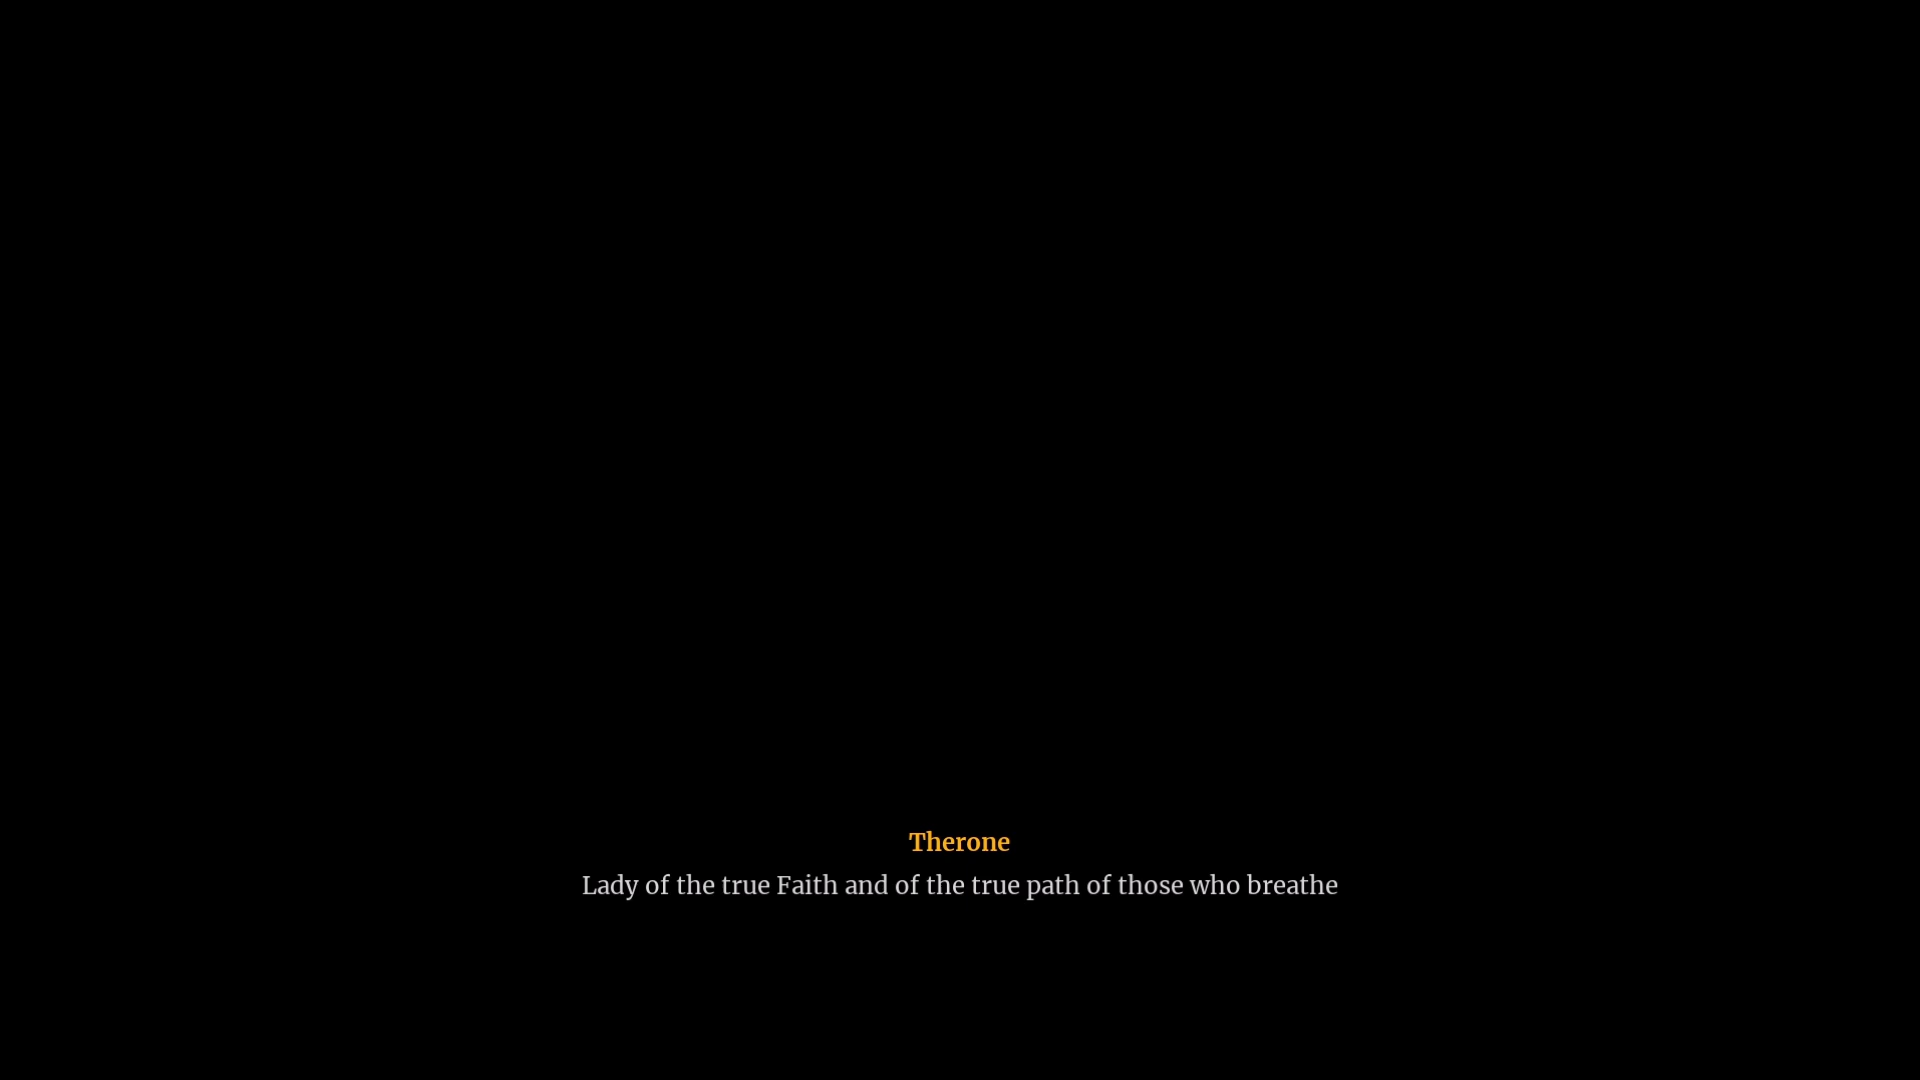 Therone
Lady of the true Faith and of the true path of those who breathe